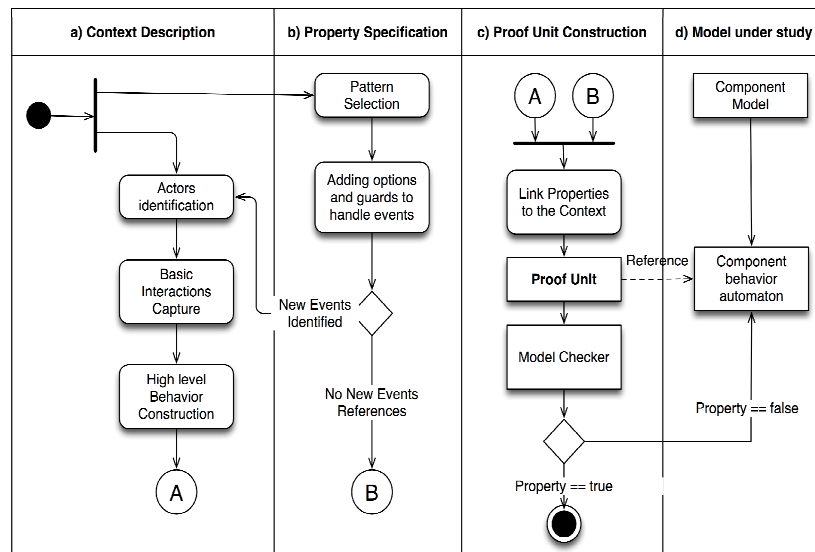 a) Context Description
b) Property Specification
c) Proof Unit Construction
d) Model under study
Actors
identification
Basic
Interactions
Capture
High level
Behavior
Construction
A
Pattern
Selection
Adding options
and guards to
handle events
New Events
Identified
No New Events
References
B
A
B
Link Properties
to the Context
Proof Unit
Reference
Model Checker
Property == true
Component
Model
Component
behavior
automaton
Property == false